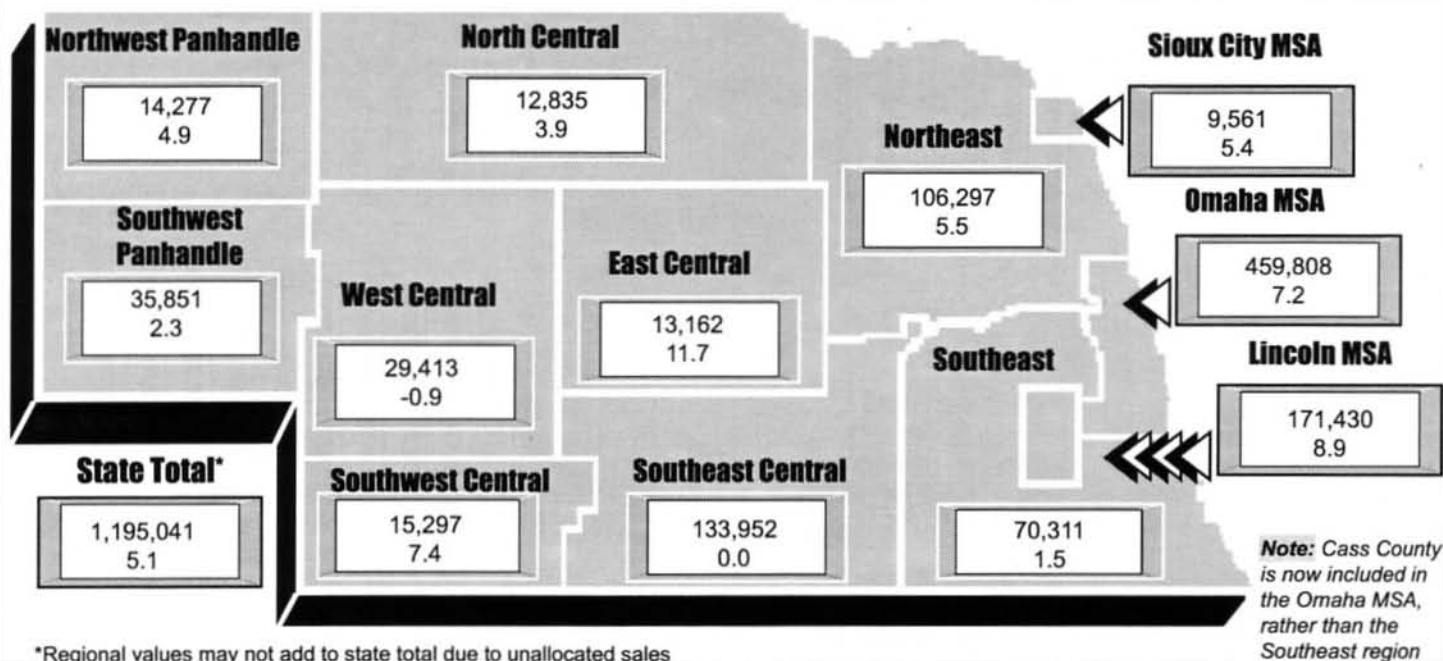 Northwest Panhandle
14,277
4.9
North Central
12,835
3.9
Sioux City MSA
9,561
5.4
Northeast
106,297
5.5
Omaha MSA
459,808
7.2
Southwest
Panhandle
35,851
2.3
West Central
29,413
-0.9
East Central
13,162
11.7
Southeast
70,311
1.5
Lincoln MSA
171,430
8.9
State Total*
1,195,041
5.1
Southwest Central
15,297
7.4
Southeast Central
133,952
0.0
Note: Cass County
is now included in
the Omaha MSA,
rather than the
Southeast region
*Regional values may not add to state total due to unallocated sales